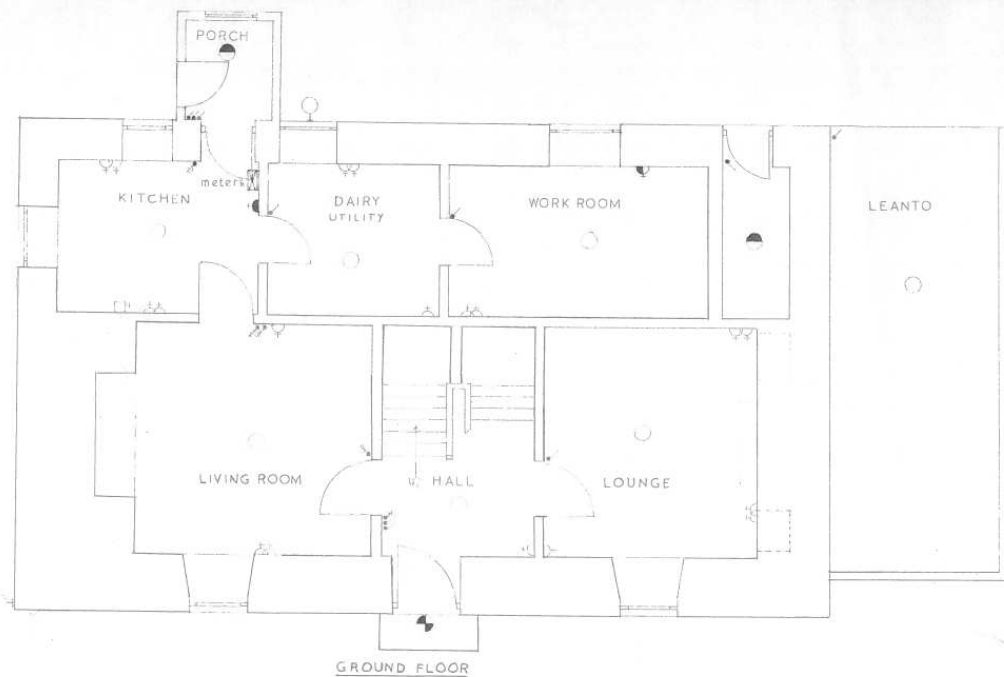 PORCH
meters
KITCHEN
DAIRY
UTILITY
WORK ROOM
LEANTO
LIVING ROOM
HALL
LOUNGE
GROUND FLOOR